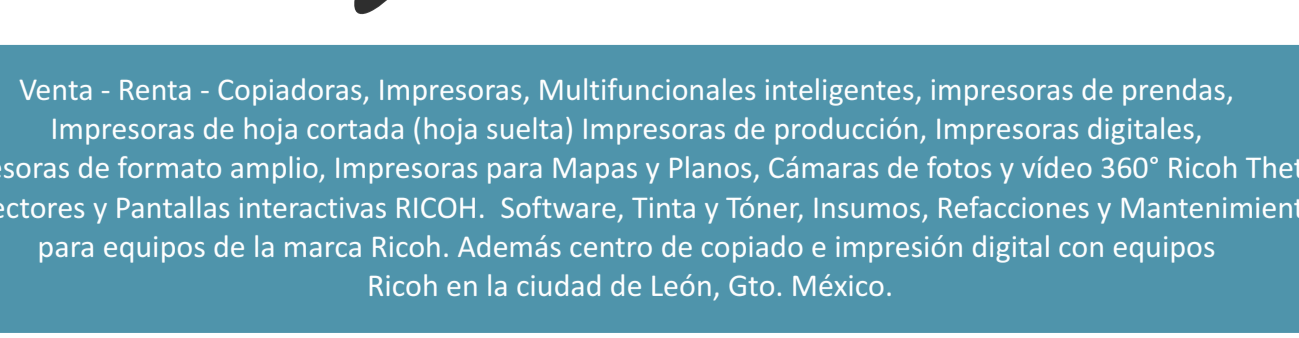 Venta - Renta - Copiadoras, Impresoras, Multifuncionales inteligentes, impresoras de prendas,
Impresoras de hoja cortada (hoja suelta) Impresoras de producción, Impresoras digitales,
de formato amplio, Impresoras para Mapas y Planos, Cámaras de fotos y vídeo 360° Ricoh
y Pantallas interactivas RICOH. Software, Tinta y Tóner, Insumos, Refacciones y
para equipos de la marca Ricoh. Además centro de copiado e impresión digital con equipos
Ricoh en la ciudad de León, Gto. México.